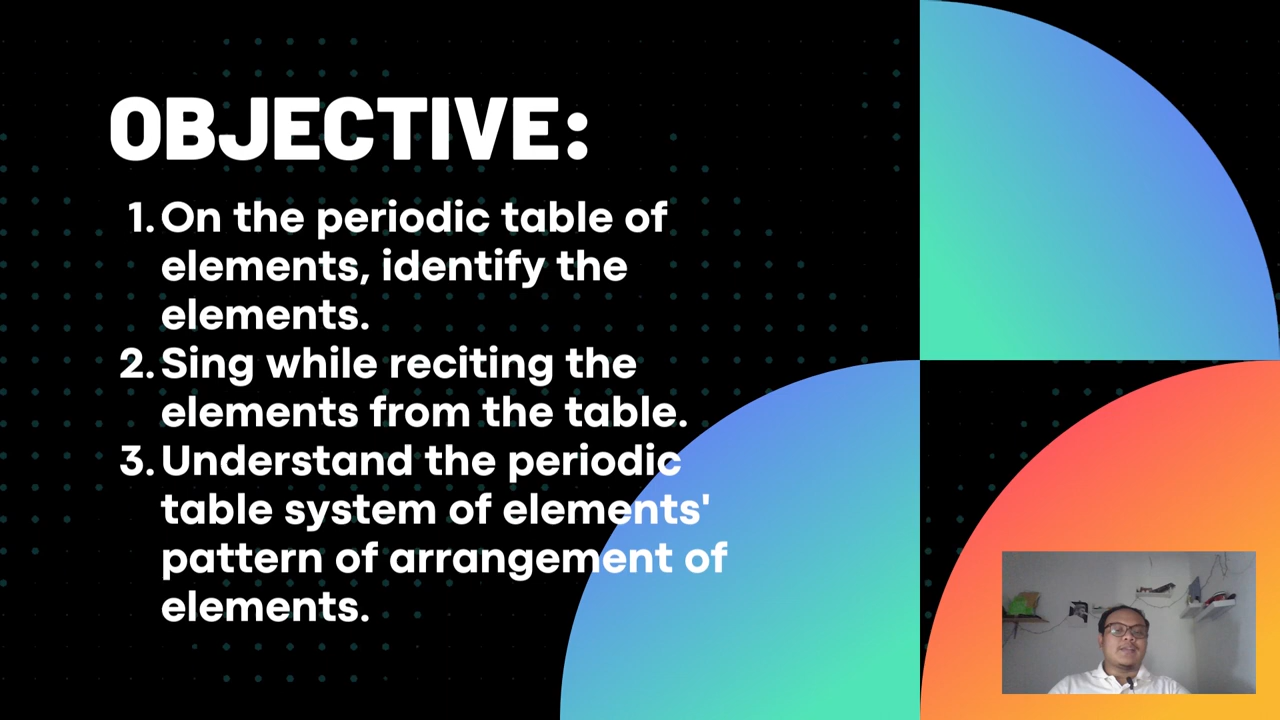 OBJECTIVE:
1. On the periodic table of
elements, identify the
elements.
2. Sing while reciting the
elements from the table.
3. Understand the periodic
table system of elements'
pattern of arrangement of
elements.